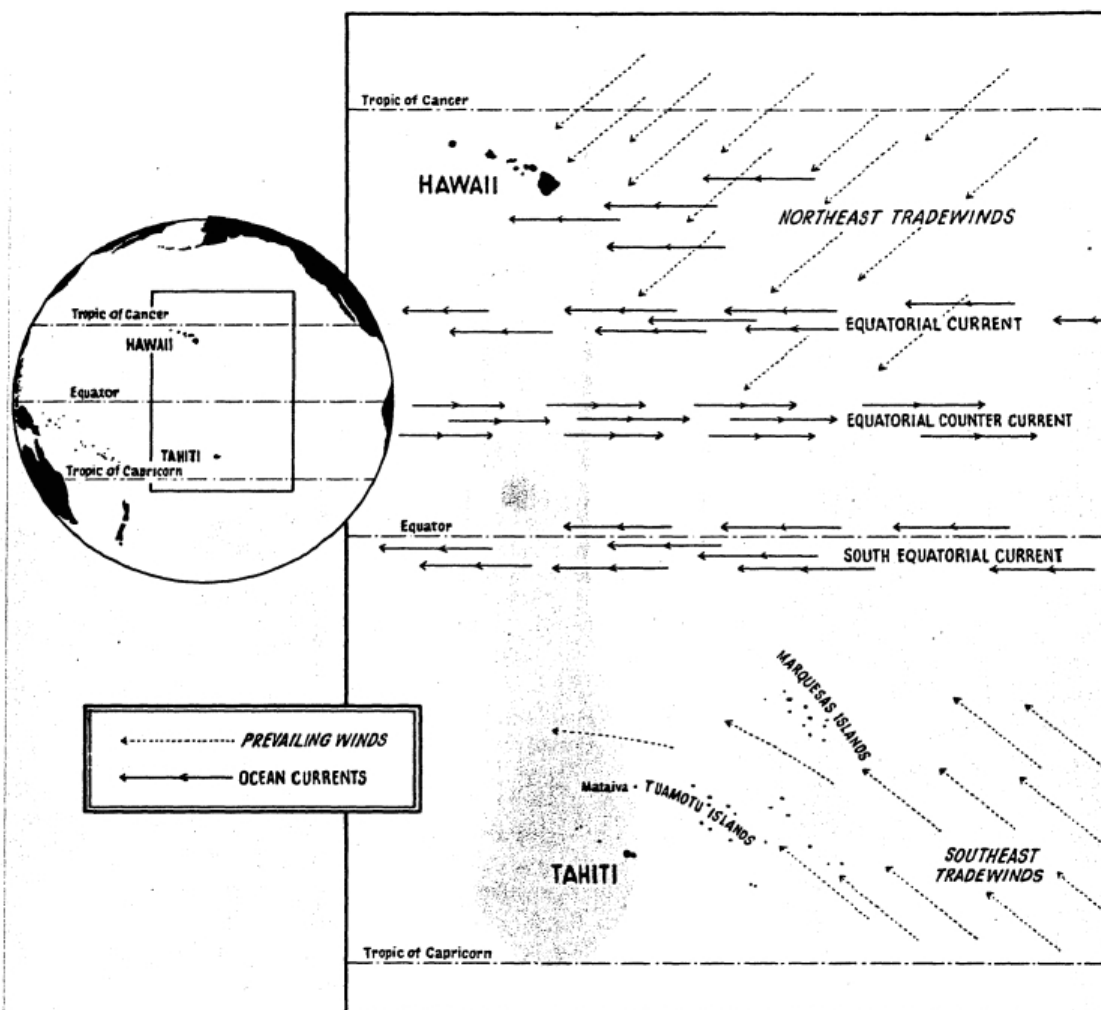 Tropic of Cancer
HAWAII
NORTHEAST TRADEWINDS
EQUATORIAL CURRENT
EQUATORIAL COUNTER CURRENT
Equator
SOUTH EQUATORIAL CURRENT
MARQUESAS ISLANDS
Mataiva
TUAMOTU ISLANDS
TAHITI
SOUTHEAST
TRADEWINDS
Tropic of Capricorn
Tropic of Cancer
HAWAII
Equator
TAHITI
Tropic of Capricorn
PREVAILING WINDS
OCEAN CURRENTS